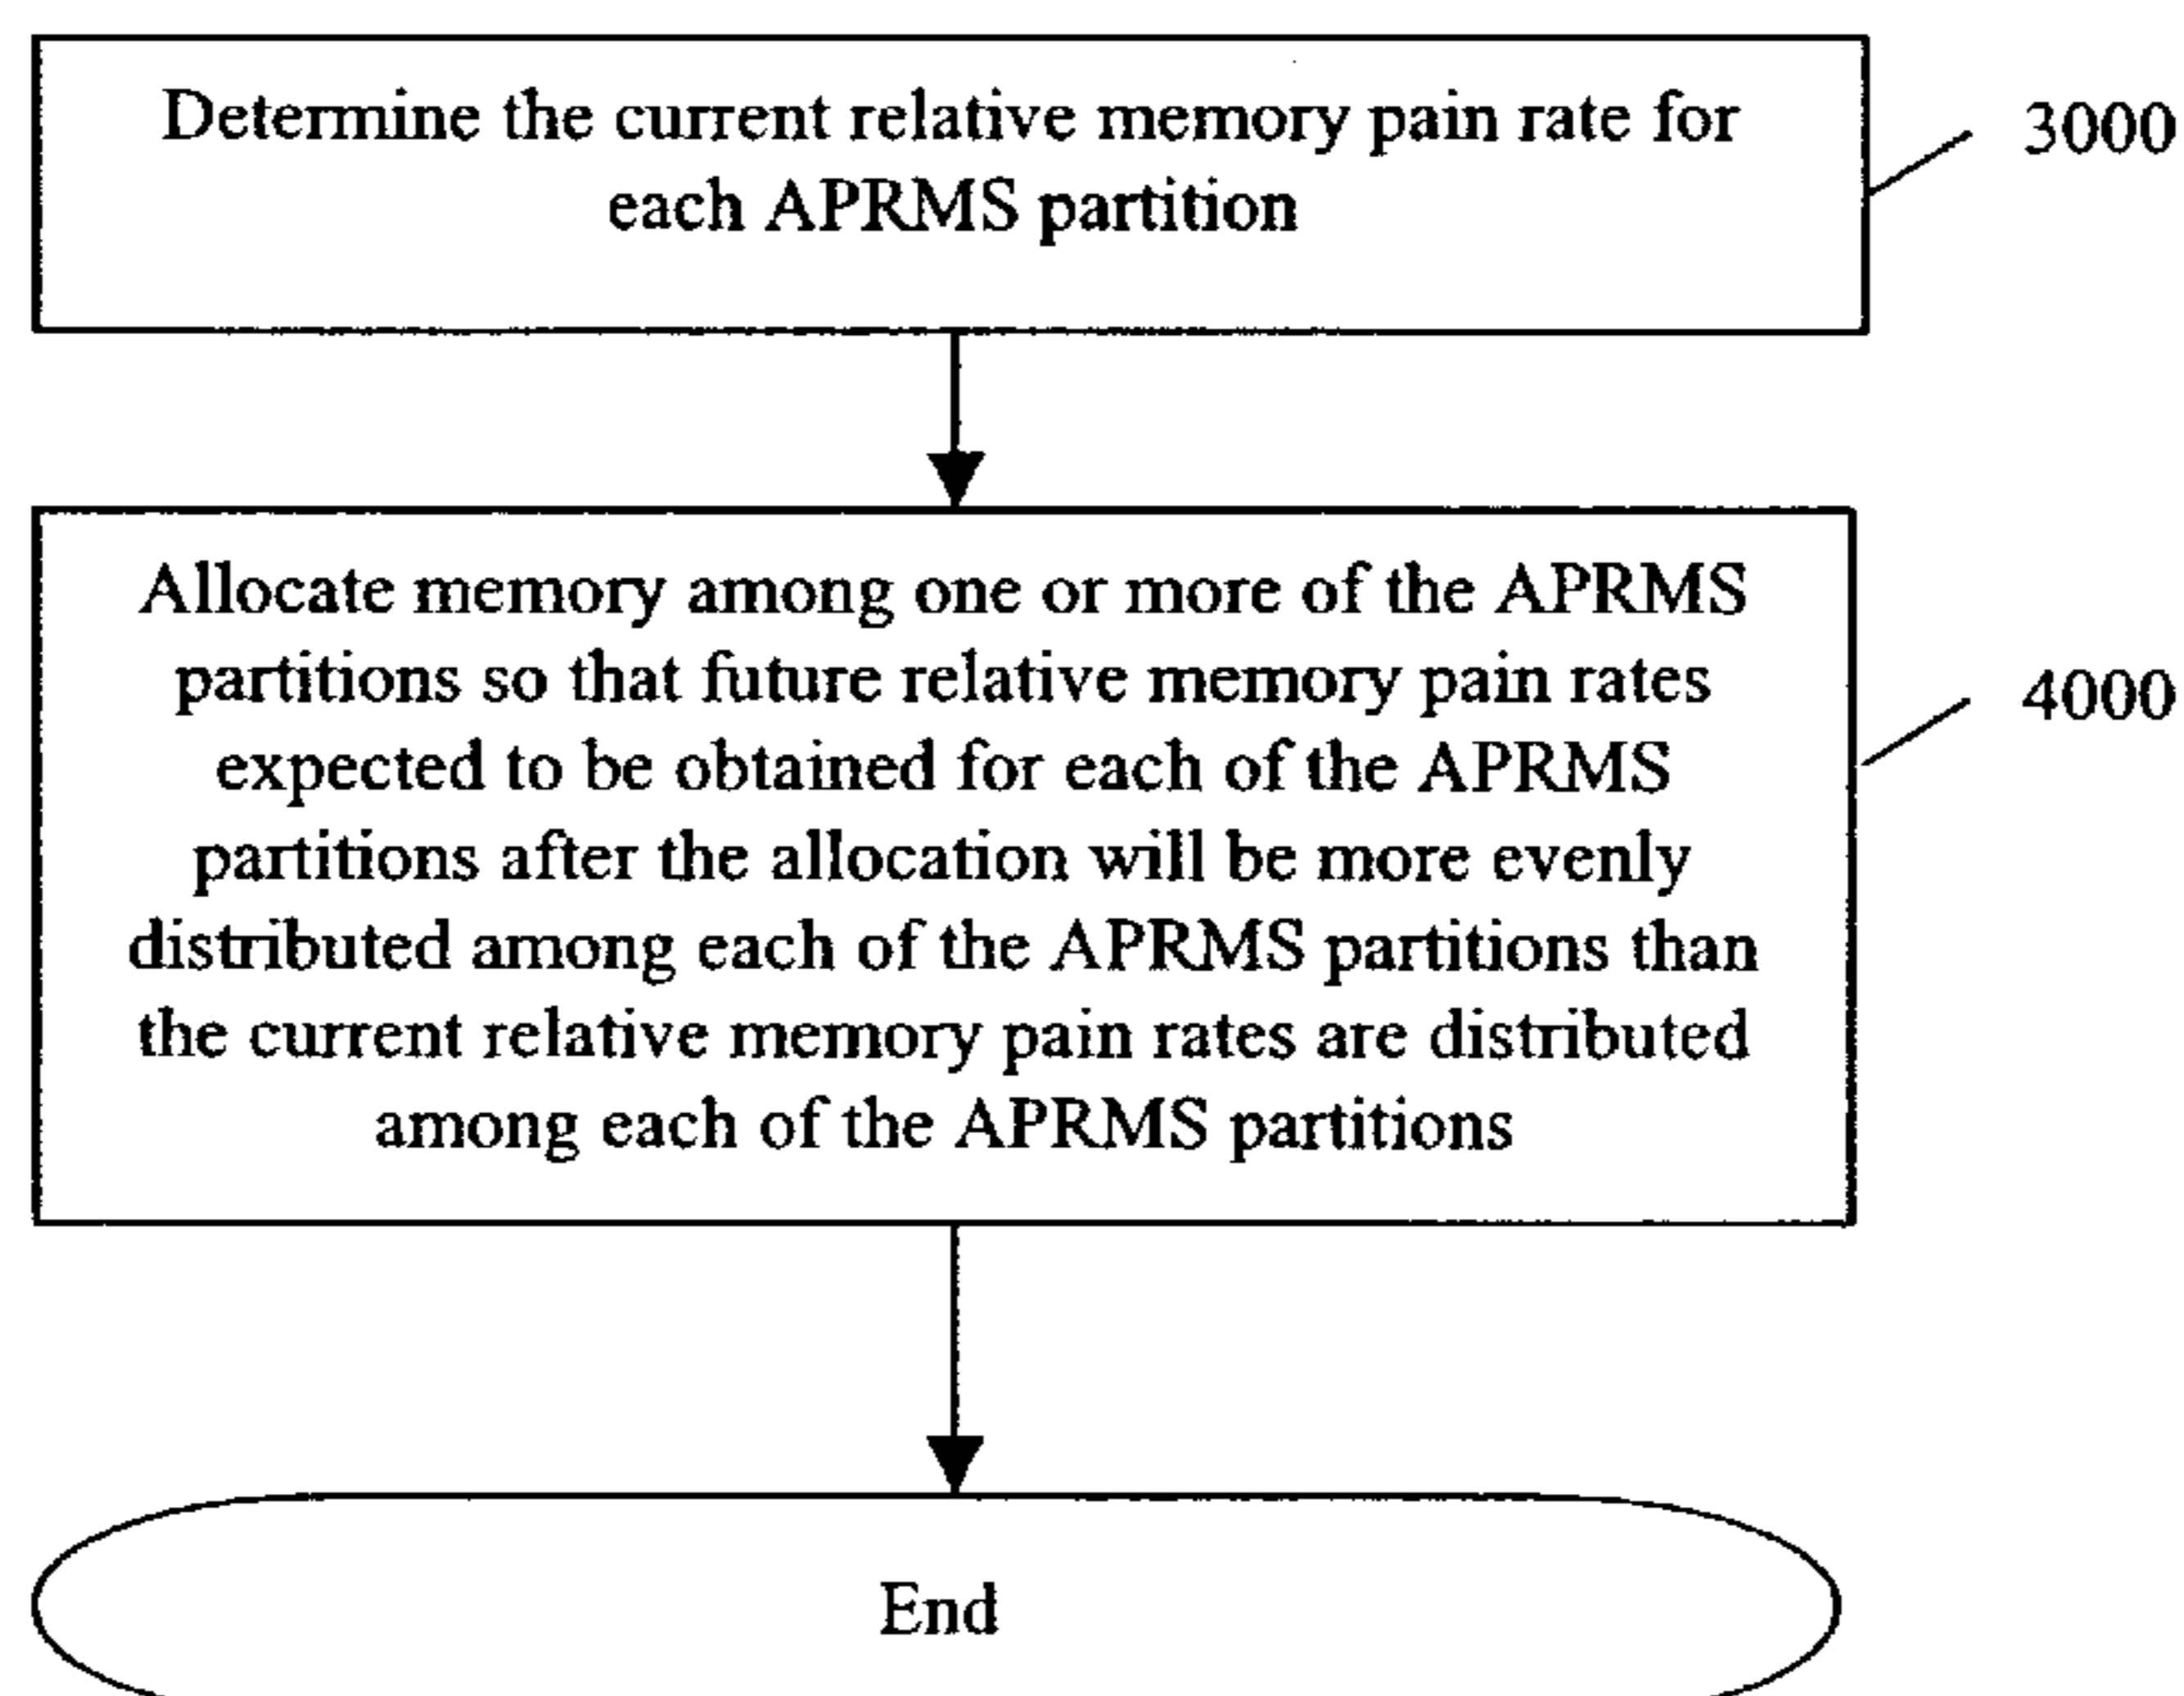 Determine the current relative memory pain rate for
each APRMS partition
3000
Allocate memory among one or more of the APRMS
partitions so that future relative memory pain rates
expected to be obtained for each of the APRMS
partitions after the allocation will be more evenly
distributed among each of the APRMS partitions than
the current relative memory pain rates are distributed
among each of the APRMS partitions
4000
End